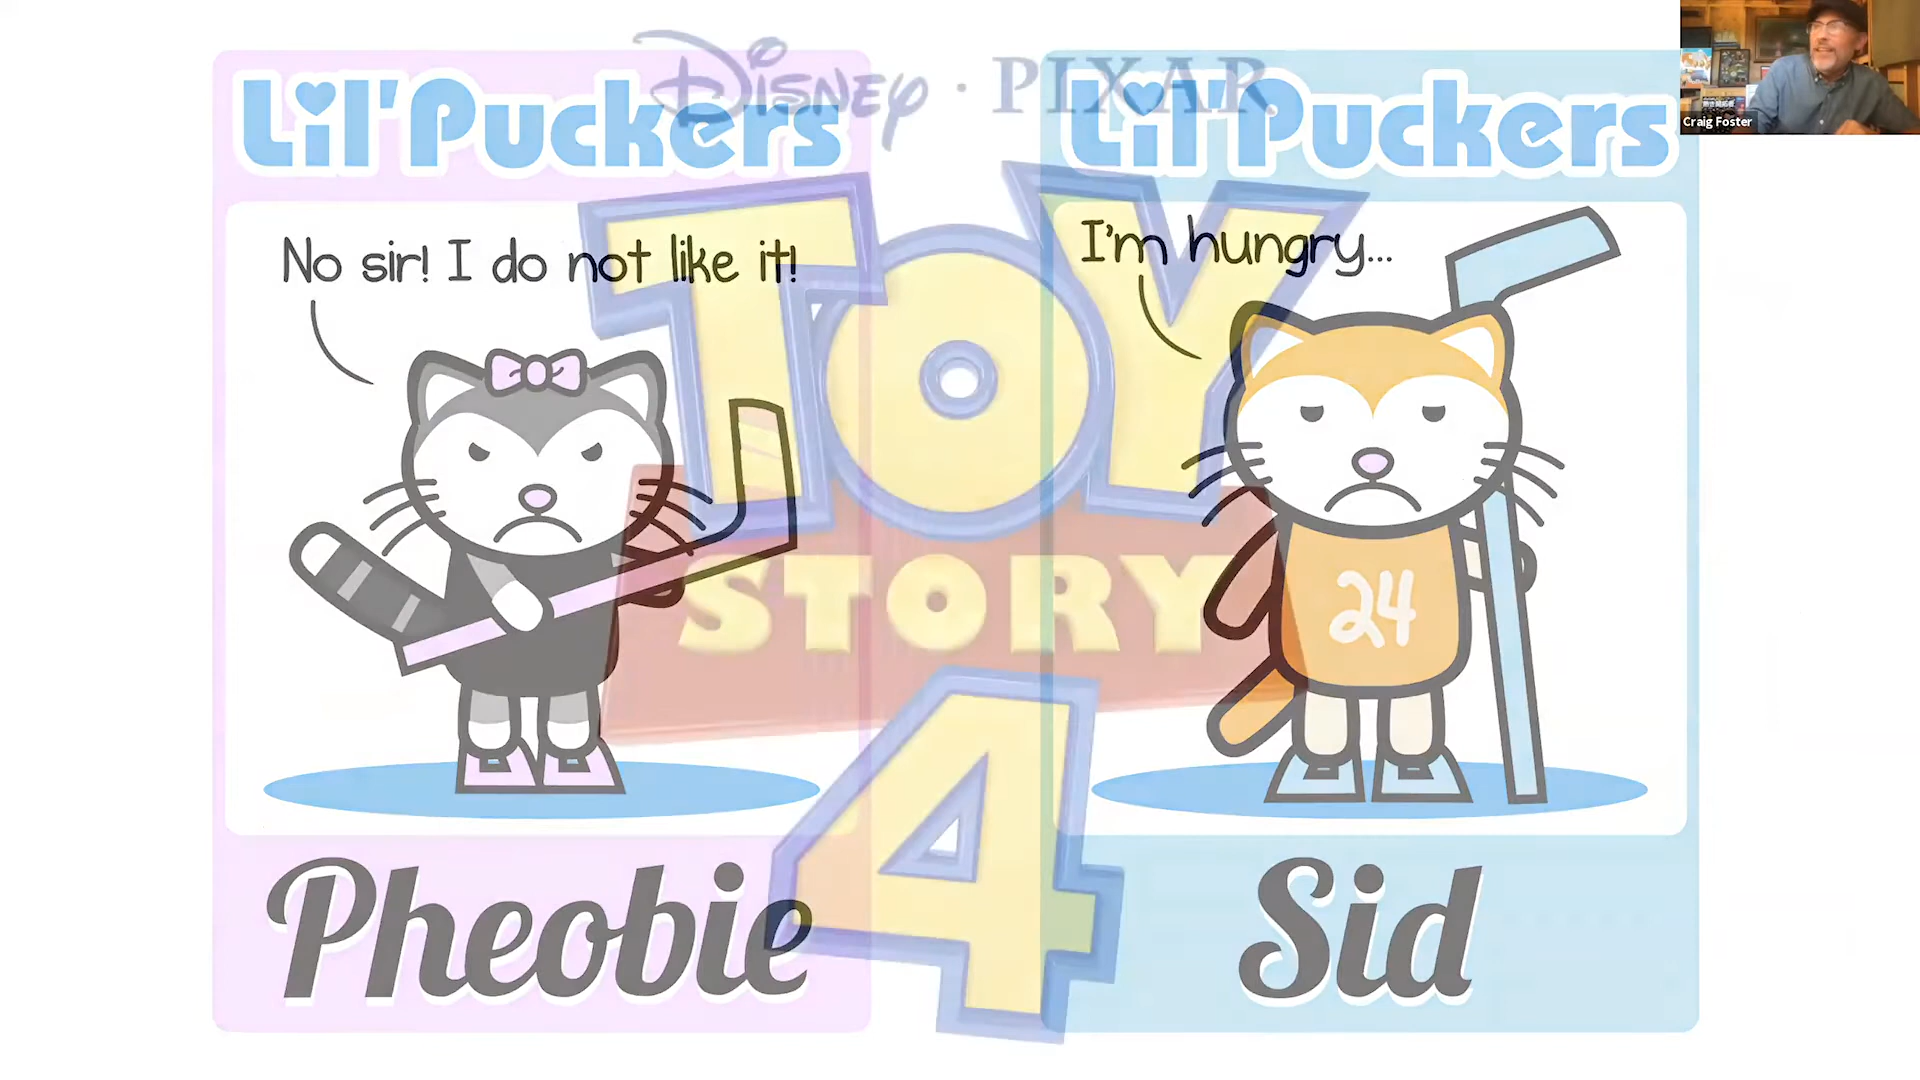 Disney · PIXAR
TOY
STORY
4
Lil'Puckers
No sir! I do not like it!
Pheobie
Lil'Puckers
I'm hungry...
24
Sid
Craig Foster